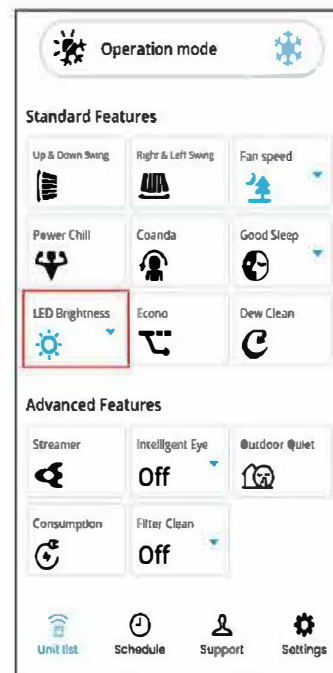 Operation mode
Standard Features
Up & Down Swing
Right & Left Swing
Fan speed
Power Chill
Coanda
Good Sleep
LED Brightness
Econo
Dew Clean
Advanced Features
Streamer
Intelligent Eye
Off
Outdoor Quiet
Consumption
Filter Clean
Off
Unit list
Schedule
Support
Settings